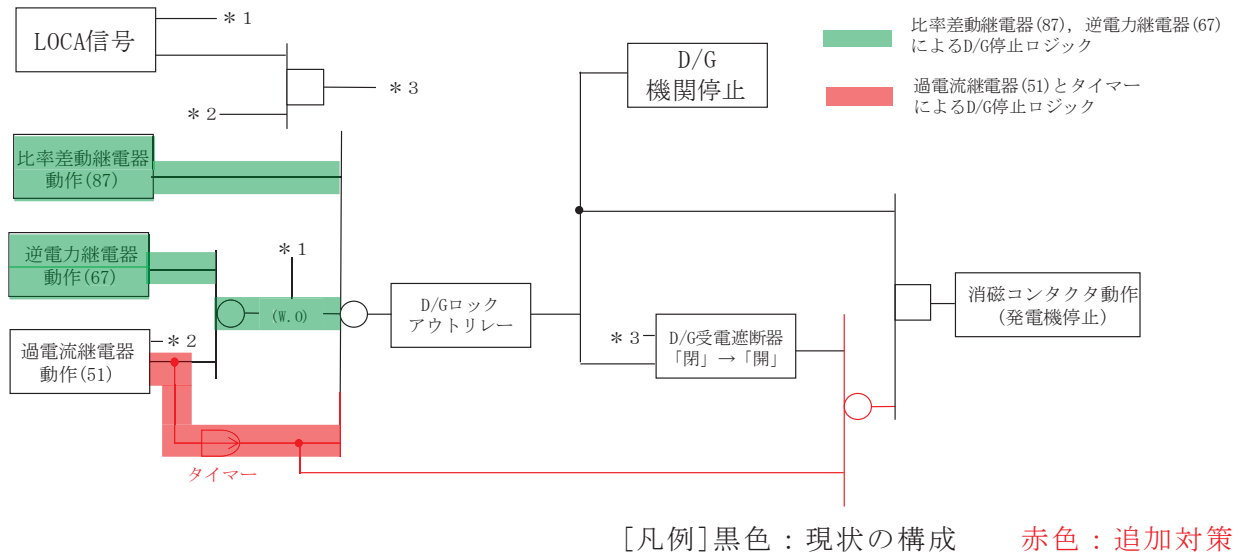 LOCA信号
*1
*3
*2
D/G
機関停止
比率差動継電器(87), 逆電力継電器(67)
によるD/G停止ロジック
過電流継電器(51)とタイマー
によるD/G停止ロジック
比率差動継電器
動作(87)
逆電力継電器
動作(67)
*1
(W.O)
D/Gロック
アウトリレー
*2
過電流継電器
動作(51)
タイマー
*3
D/G受電遮断器
「閉」→「開」
消磁コンタクタ動作
(発電機停止)
[凡例]黒色:現状の構成 赤色:追加対策